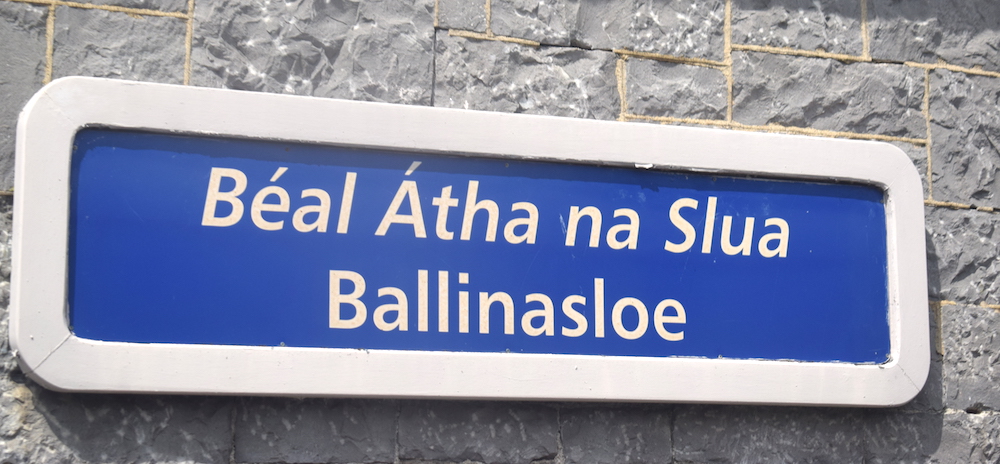 Béal Átha na Slua
Ballinasloe